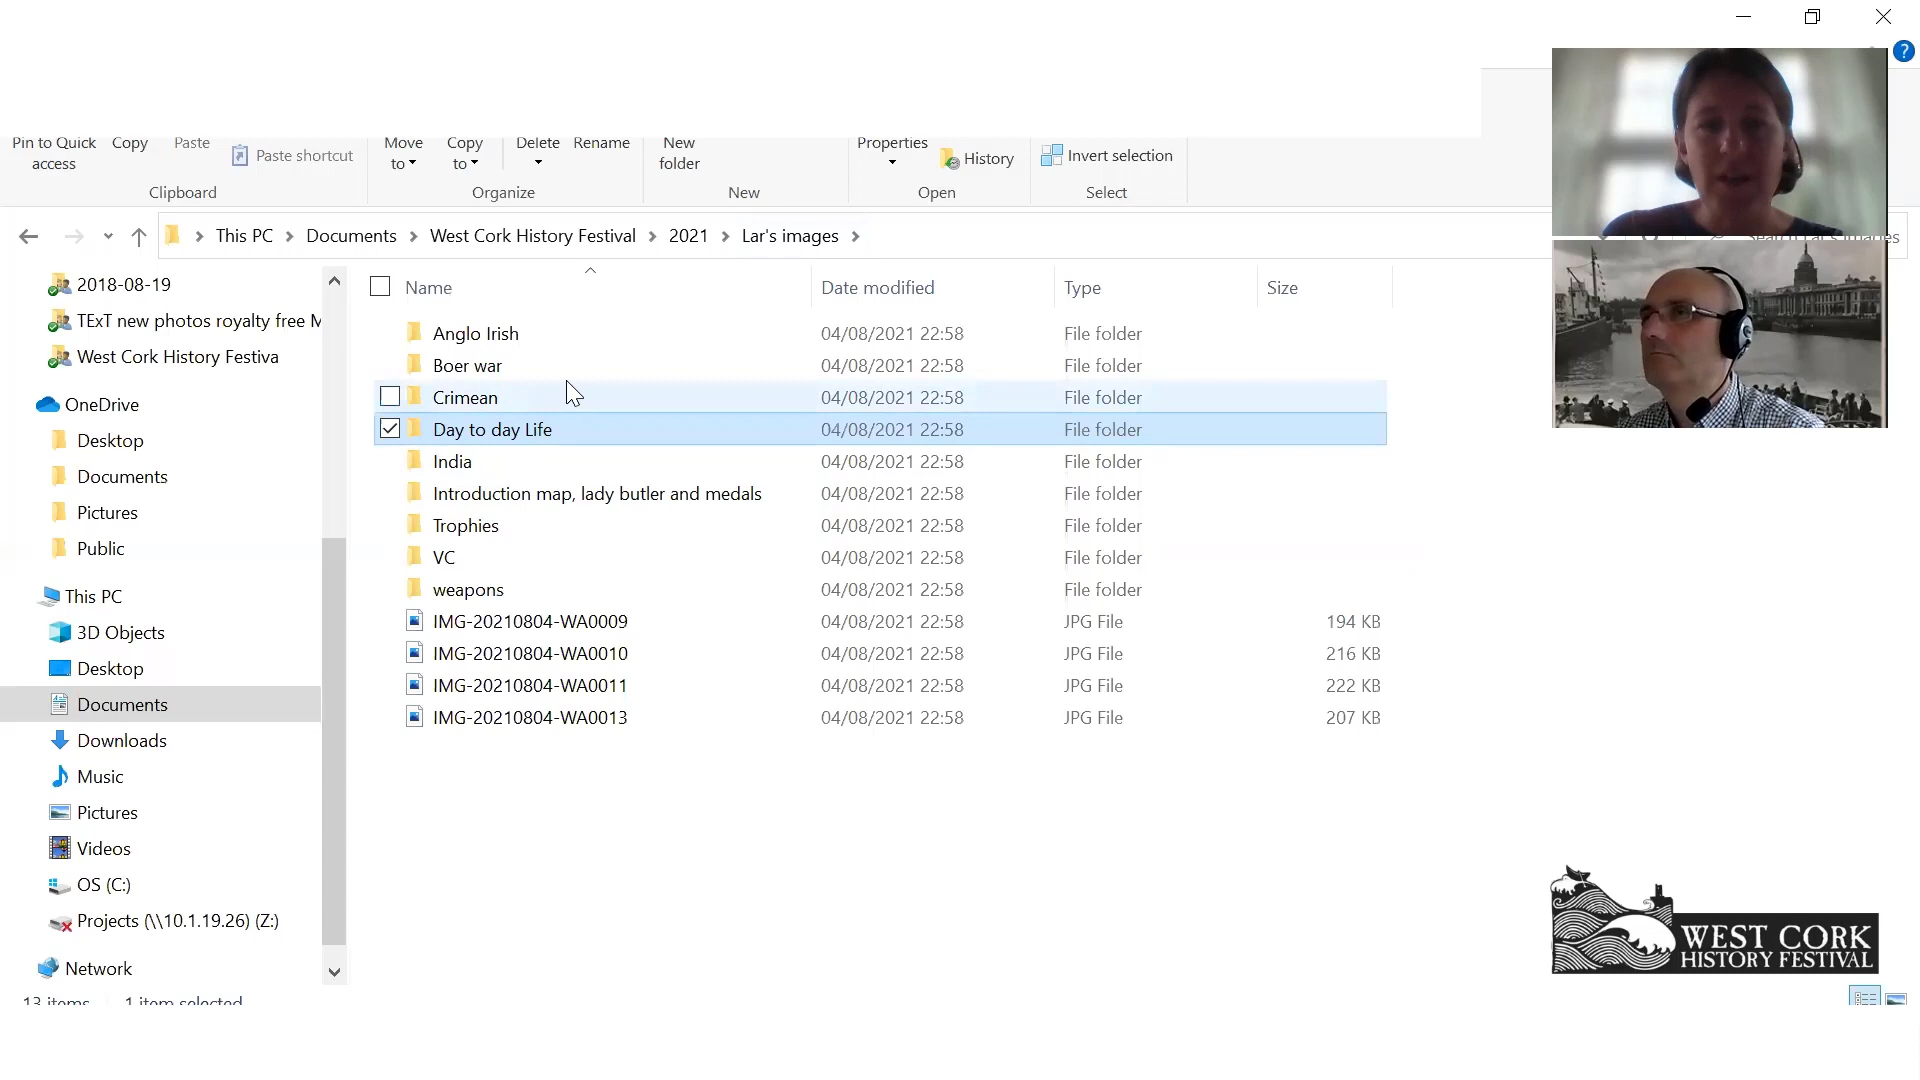 ?
Pin to Quick access
Copy
Paste
Paste shortcut
Move to
Copy to
Delete
Rename
New folder
Properties
History
Invert selection
Clipboard
Organize
New
Open
Select
This PC > Documents > West Cork History Festival > 2021 > Lar's images >
Search Lar's images
2018-08-19
TExT new photos royalty free M
West Cork History Festiva
OneDrive
Desktop
Documents
Pictures
Public
This PC
3D Objects
Desktop
Documents
Downloads
Music
Pictures
Videos
OS (C:)
Projects (\\10.1.19.26) (Z:)
Network
Name Date modified Type Size
Anglo Irish 04/08/2021 22:58 File folder
Boer war 04/08/2021 22:58 File folder
Crimean 04/08/2021 22:58 File folder
Day to day Life 04/08/2021 22:58 File folder
India 04/08/2021 22:58 File folder
Introduction map, lady butler and medals 04/08/2021 22:58 File folder
Trophies 04/08/2021 22:58 File folder
VC 04/08/2021 22:58 File folder
weapons 04/08/2021 22:58 File folder
IMG-20210804-WA0009 04/08/2021 22:58 JPG File 194 KB
IMG-20210804-WA0010 04/08/2021 22:58 JPG File 216 KB
IMG-20210804-WA0011 04/08/2021 22:58 JPG File 222 KB
IMG-20210804-WA0013 04/08/2021 22:58 JPG File 207 KB
13 items 1 item selected
WEST CORK
HISTORY FESTIVAL